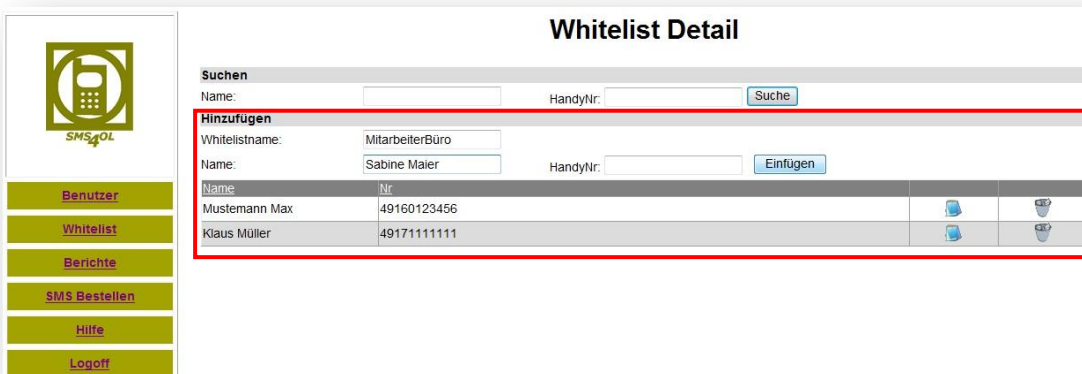 Whitelist Detail
SMS4OL
Suchen
Name: HandyNr: Suche
Hinzufügen
Whitelistname: MitarbeiterBüro
Name: Sabine Maier HandyNr: Einfügen
Name Nr
Mustemann Max 49160123456
Klaus Müller 49171111111
Benutzer
Whitelist
Berichte
SMS Bestellen
Hilfe
Logoff